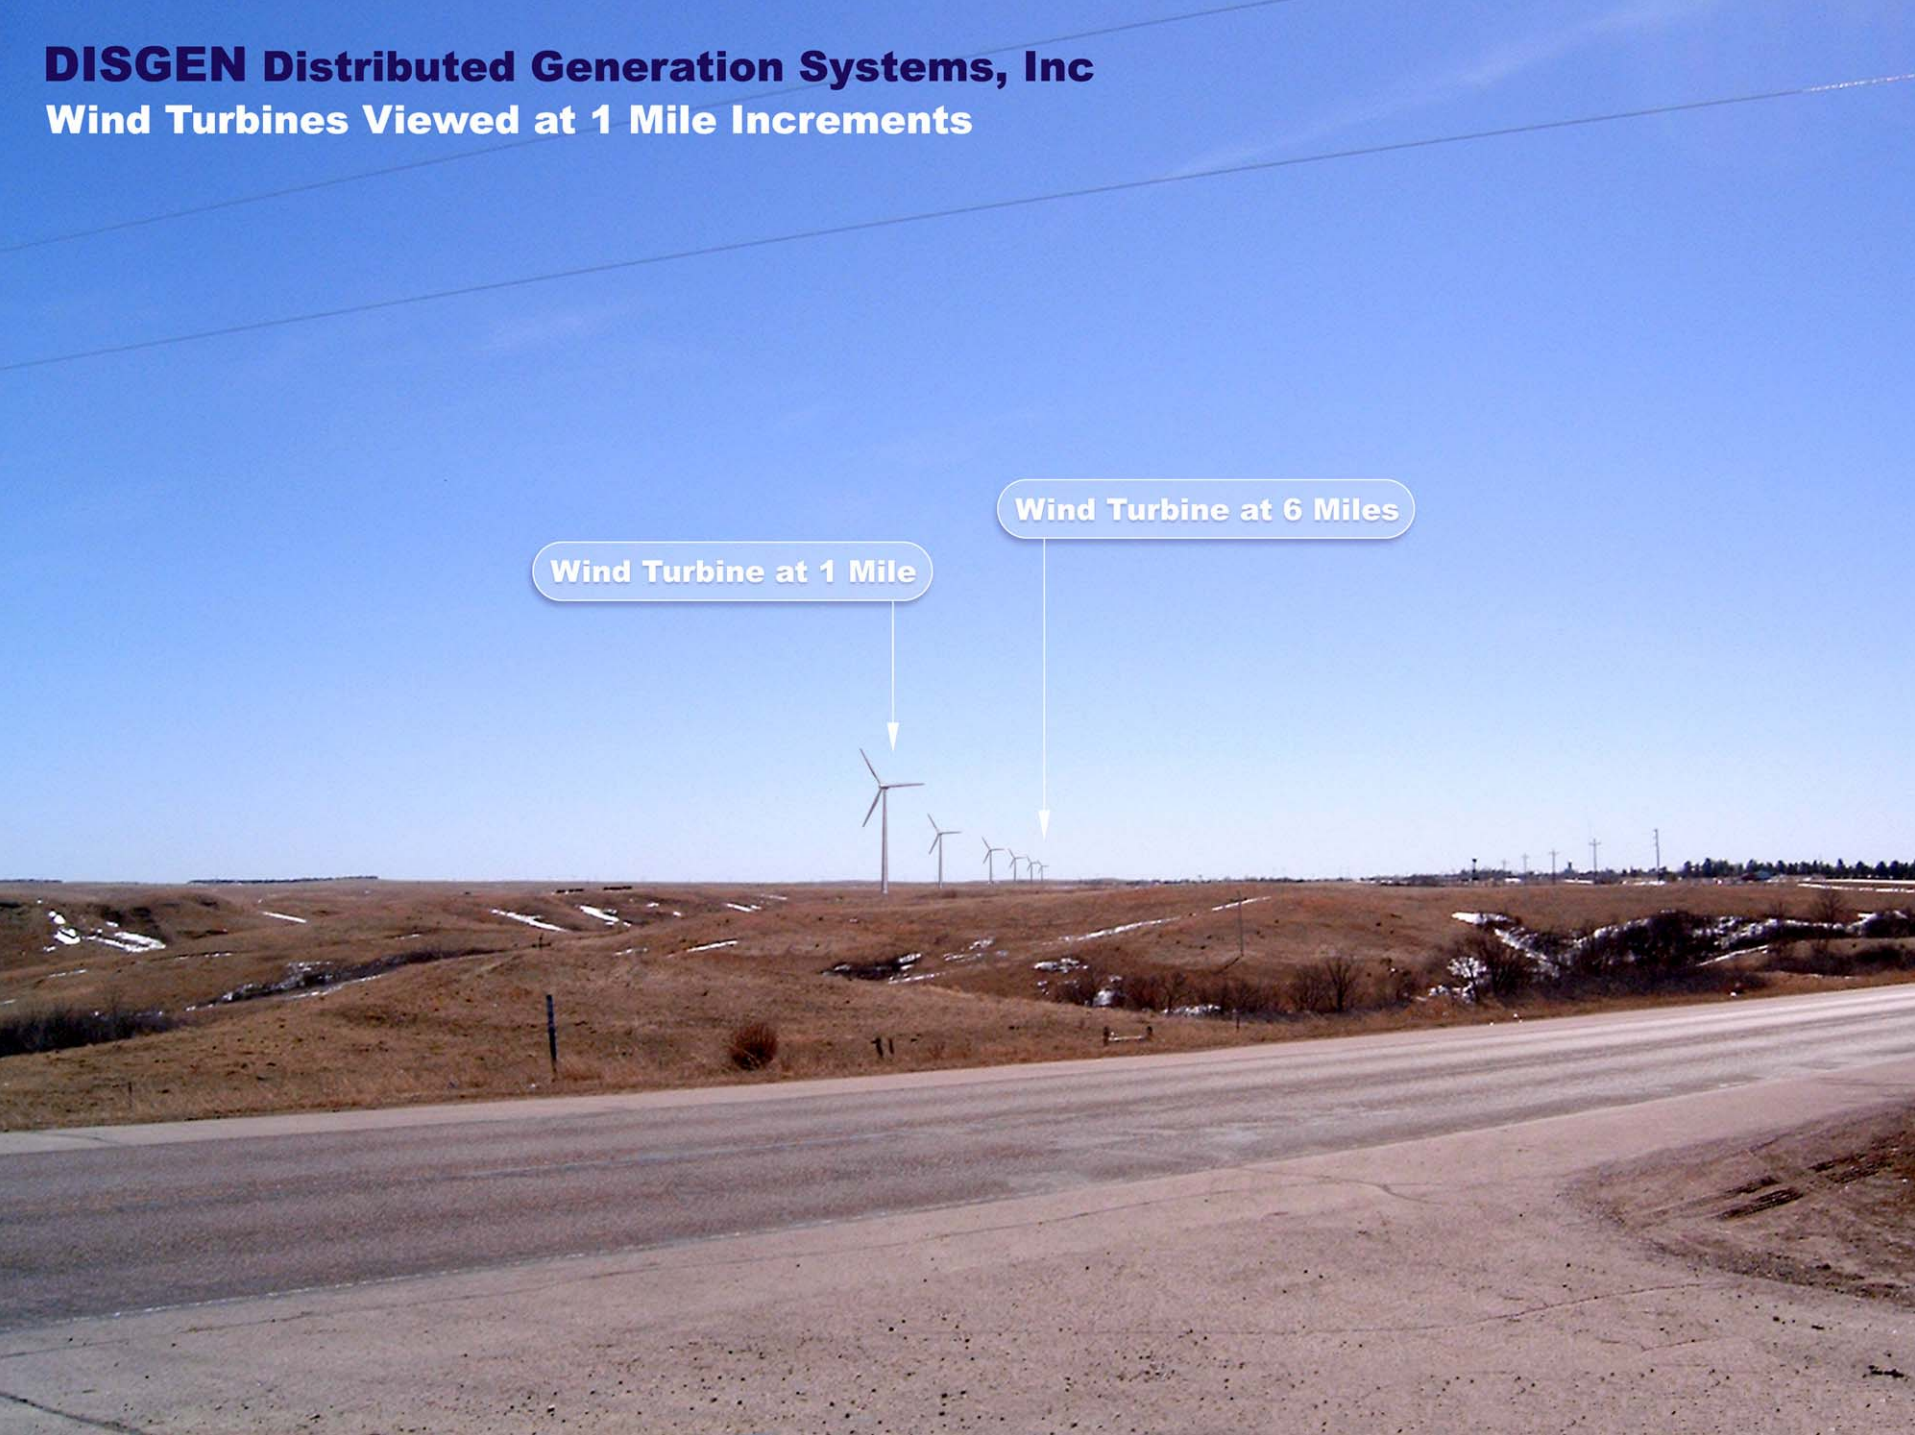 DISGEN Distributed Generation Systems, Inc
Wind Turbines Viewed at 1 Mile Increments
Wind Turbine at 6 Miles
Wind Turbine at 1 Mile